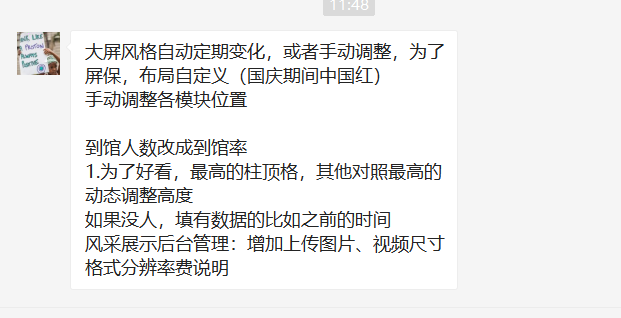 11:48
大屏风格自动定期变化，或者手动调整，为了
屏保，布局自定义（国庆期间中国红）
手动调整各模块位置
到馆人数改成到馆率
1.为了好看，最高的柱顶格，其他对照最高的
动态调整高度
如果没人，填有数据的比如之前的时间
风采展示后台管理：增加上传图片、视频尺寸
格式分辨率费说明